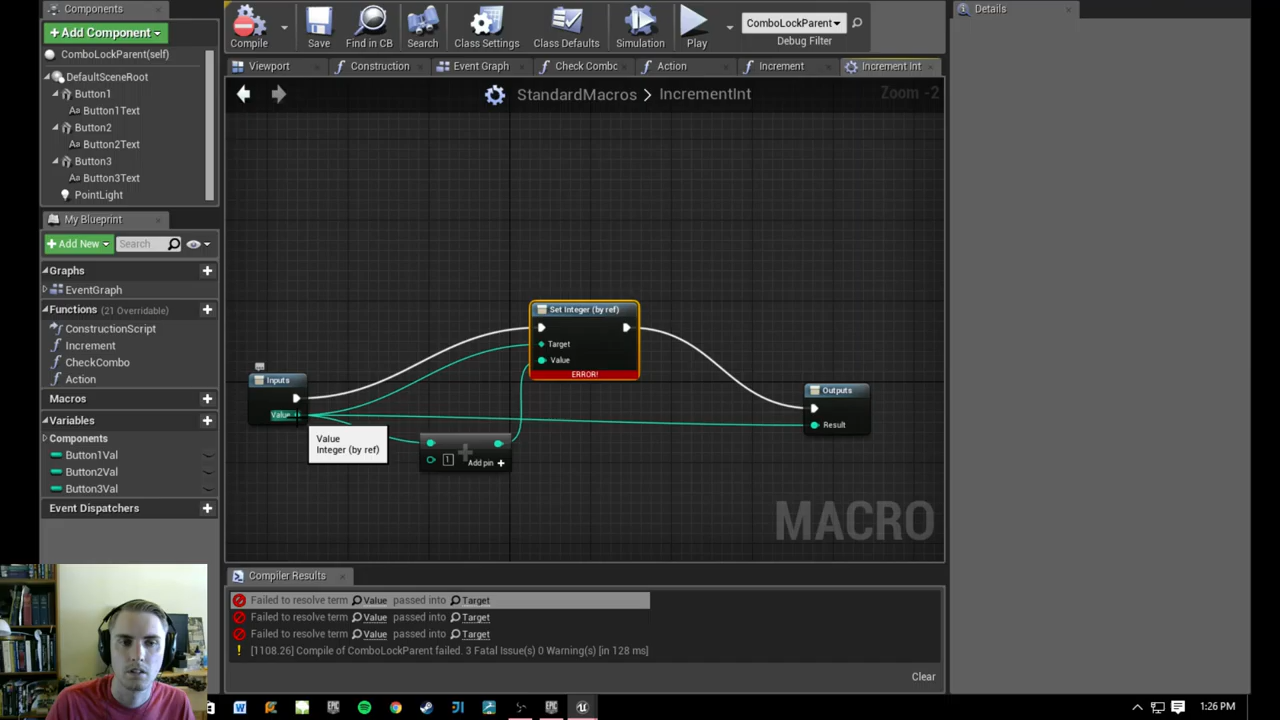 Components
+ Add Component
ComboLockParent(self)
DefaultSceneRoot
Button1
Aa Button1Text
Button2
Aa Button2Text
Button3
Aa Button3Text
PointLight
My Blueprint
+ Add New
Search
Graphs
EventGraph
Functions (21 Overridable)
ConstructionScript
Increment
CheckCombo
Action
Macros
Variables
Components
Button1Val
Button2Val
Button3Val
Event Dispatchers
Compile
Save
Find in CB
Search
Class Settings
Class Defaults
Simulation
Play
ComboLockParent
Debug Filter
Viewport
Construction
Event Graph
Check Combo
Action
Increment
Increment Int
StandardMacros > IncrementInt
Zoom -2
Set Integer (by ref)
Target
Value
ERROR!
Inputs
Value
Value
Integer (by ref)
1
Add pin +
Outputs
Result
MACRO
Compiler Results
Failed to resolve term Value passed into Target
Failed to resolve term Value passed into Target
Failed to resolve term Value passed into Target
! [1108.26] Compile of ComboLockParent failed. 3 Fatal Issue(s) 0 Warning(s) [in 128 ms]
Clear
Details
1:26 PM